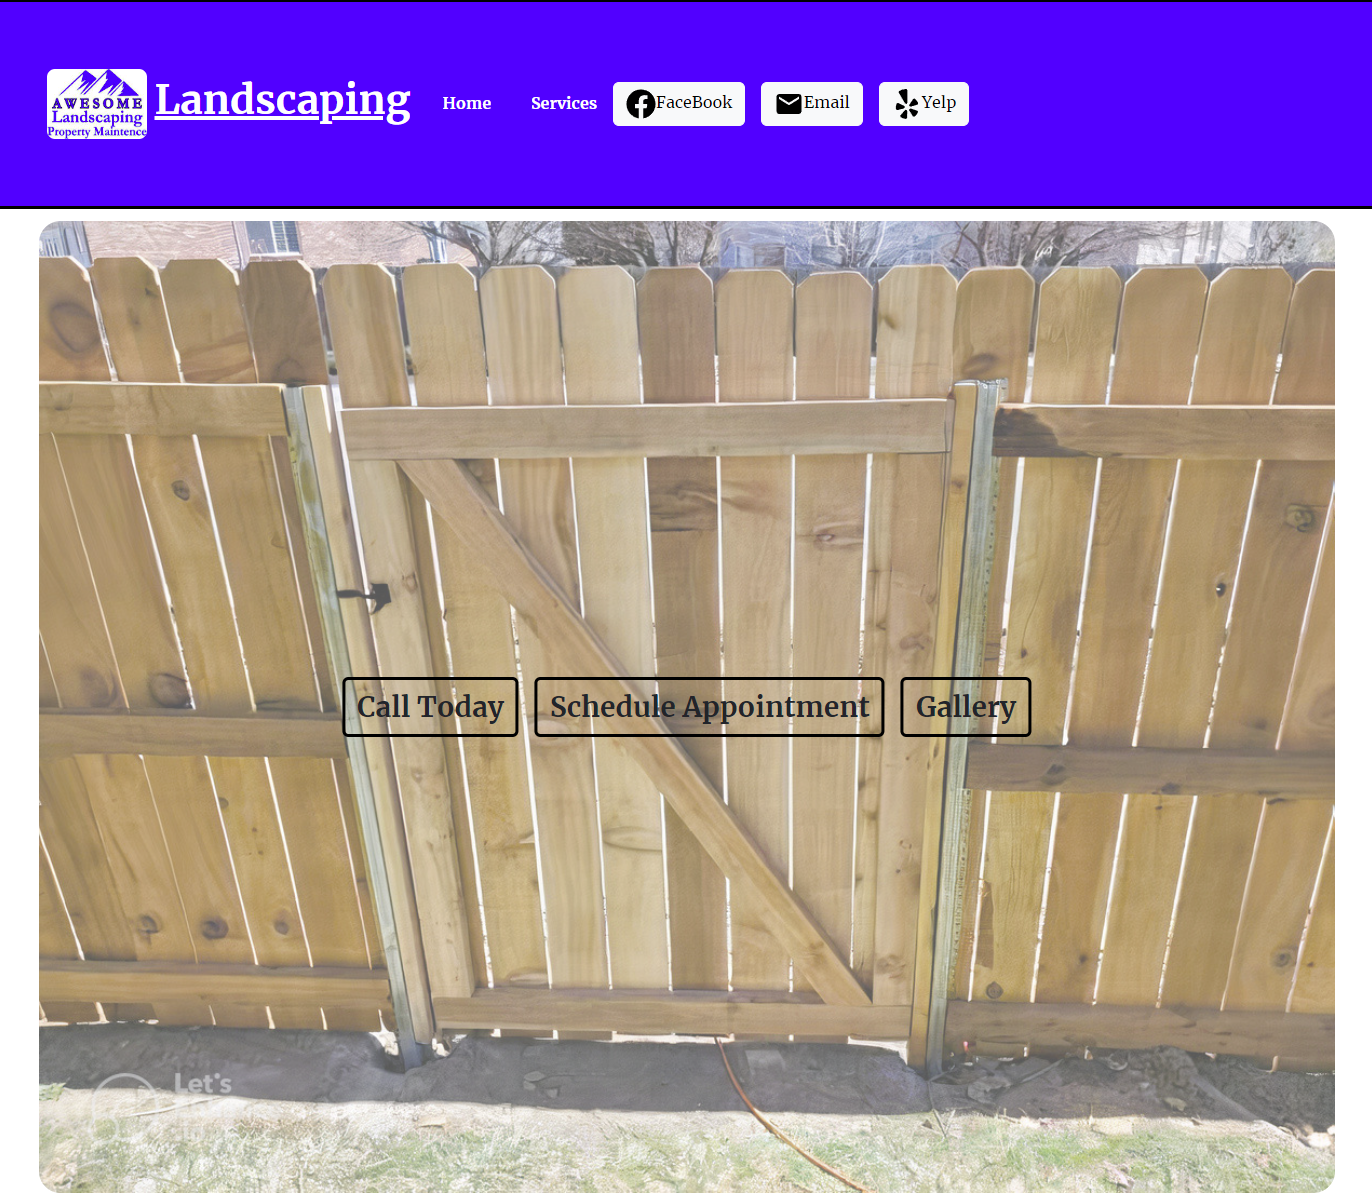 AWESOME
Landscaping
Property Maintence
Landscaping
Home
Services
FaceBook
Email
Yelp
Call Today
Schedule Appointment
Gallery
Let's